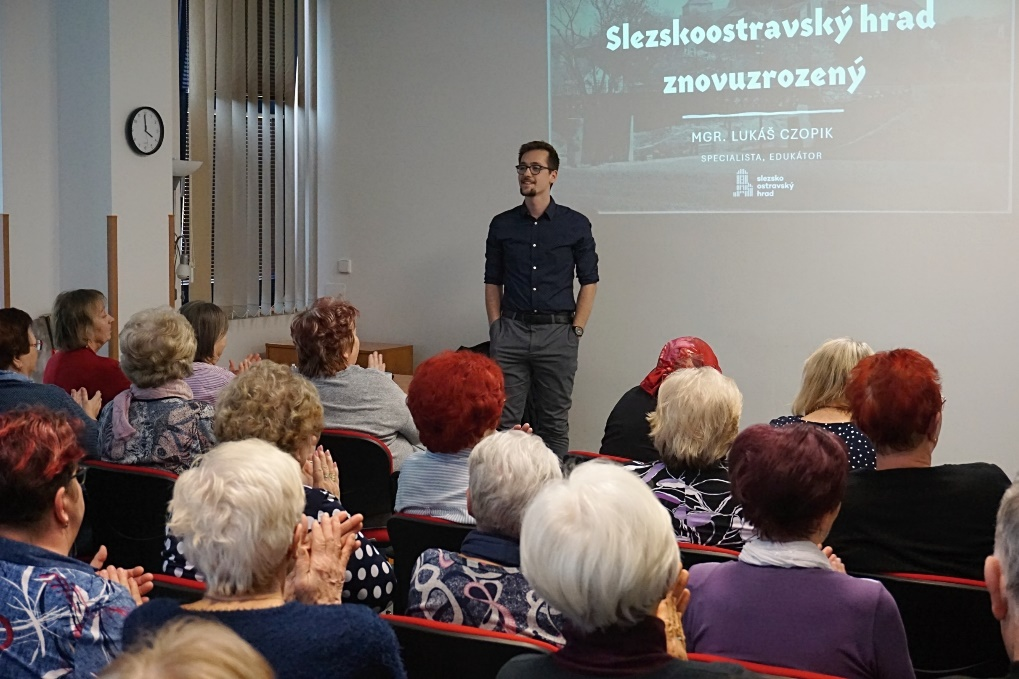 Slezskoostravský hrad
znovuzrozený
MGR. LUKÁŠ CZOPIK
SPECIALISTA, EDUKÁTOR
slezsko
ostravský
hrad